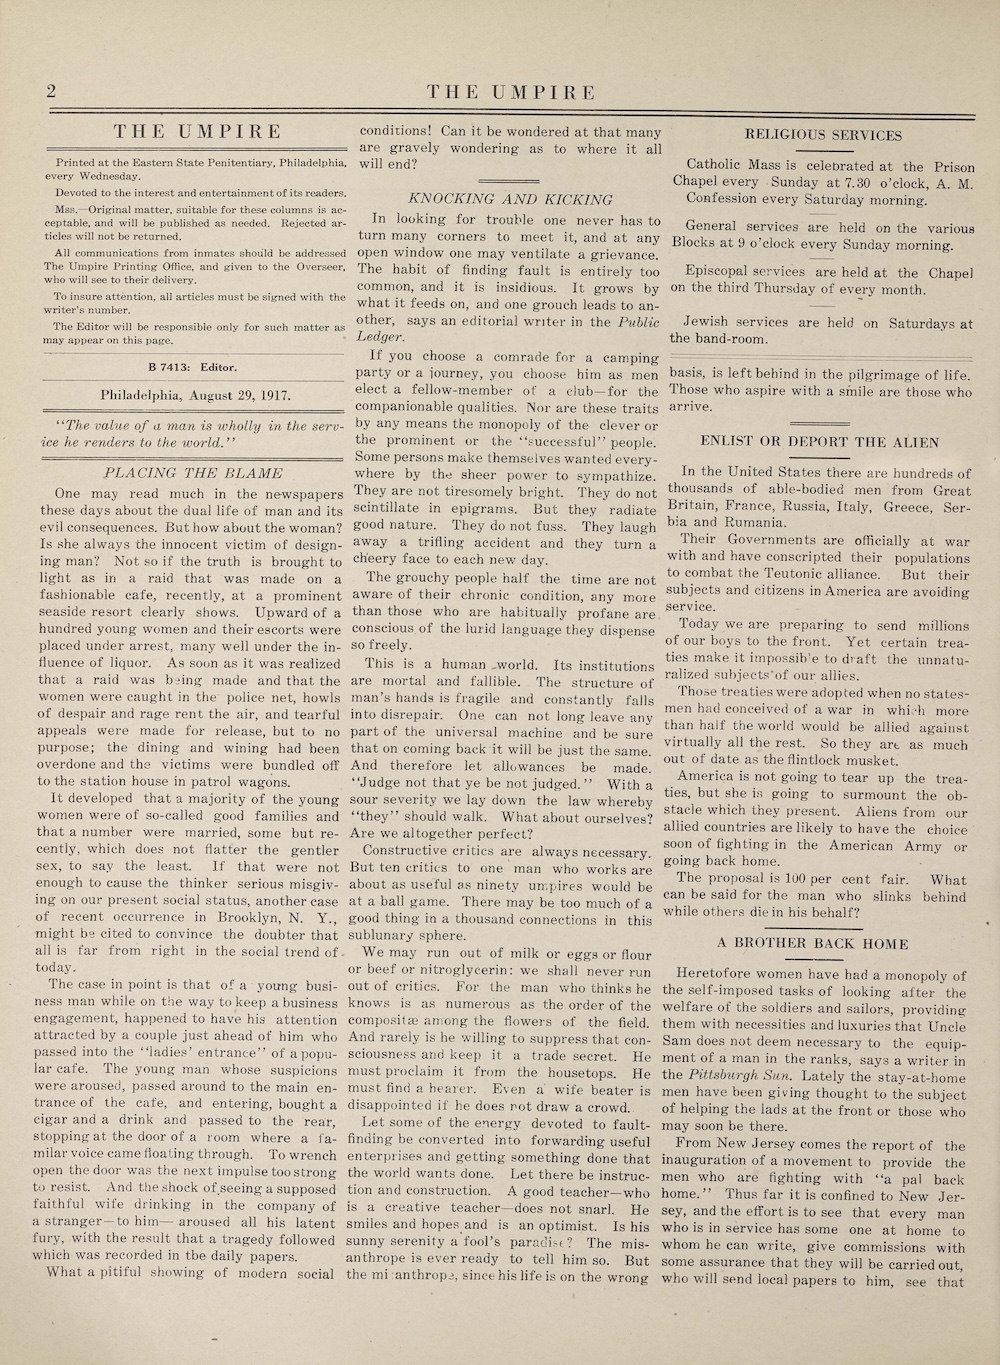 2
THE UMPIRE
THE UMPIRE
Printed at the Eastern State Penitentiary, Philadelphia,
every Wednesday.
Devoted to the interest and entertainment of its readers.
Mss.—Original matter, suitable for these columns is ac-
ceptable, and will be published as needed. Rejected ar-
ticles will not be returned.
All communications from inmates should be addressed
The Umpire Printing Office, and given to the Overseer,
who will see to their delivery.
To insure attention, all articles must be signed with the
writer's number.
The Editor will be responsible only for such matter as
may appear on this page.
B 7413: Editor.
Philadelphia, August 29, 1917.
"The value of a man is wholly in the serv-
ice he renders to the world."
PLACING THE BLAME
One may read much in the newspapers
these days about the dual life of man and its
evil consequences. But how about the woman?
Is she always the innocent victim of design-
ing man? Not so if the truth is brought to
light as in a raid that was made on a
fashionable cafe, recently, at a prominent
seaside resort clearly shows. Upward of a
hundred young women and their escorts were
placed under arrest, many well under the in-
fluence of liquor. As soon as it was realized
that a raid was being made and that the
women were caught in the police net, howls
of despair and rage rent the air, and tearful
appeals were made for release, but to no
purpose; the dining and wining had been
overdone and the victims were bundled off
to the station house in patrol wagons.
It developed that a majority of the young
women were of so-called good families and
that a number were married, some but re-
cently, which does not flatter the gentler
sex, to say the least. If that were not
enough to cause the thinker serious misgiv-
ing on our present social status, another case
of recent occurrence in Brooklyn, N. Y.,
might be cited to convince the doubter that
all is far from right in the social trend of
today.
The case in point is that of a young busi-
ness man while on the way to keep a business
engagement, happened to have his attention
attracted by a couple just ahead of him who
passed into the "ladies' entrance" of a popu-
lar cafe. The young man whose suspicions
were aroused, passed around to the main en-
trance of the cafe, and entering, bought a
cigar and a drink and passed to the rear,
stopping at the door of a room where a fa-
milar voice came floating through. To wrench
open the door was the next impulse too strong
to resist. And the shock of seeing a supposed
faithful wife drinking in the company of
a stranger—to him— aroused all his latent
fury, with the result that a tragedy followed
which was recorded in tbe daily papers.
What a pitiful showing of modern social
conditions! Can it be wondered at that many
are gravely wondering as to where it all
will end?
KNOCKING AND KICKING
In looking for trouble one never has to
turn many corners to meet it, and at any
open window one may ventilate a grievance.
The habit of finding fault is entirely too
common, and it is insidious. It grows by
what it feeds on, and one grouch leads to an-
other, says an editorial writer in the Public
Ledger.
If you choose a comrade for a camping
party or a journey, you choose him as men
elect a fellow-member of a club—for the
companionable qualities. Nor are these traits
by any means the monopoly of the clever or
the prominent or the "successful" people.
Some persons make themselves wanted every-
where by the sheer power to sympathize.
They are not tiresomely bright. They do not
scintillate in epigrams. But they radiate
good nature. They do not fuss. They laugh
away a trifling accident and they turn a
cheery face to each new day.
The grouchy people half the time are not
aware of their chronic condition, any more
than those who are habitually profane are
conscious of the lurid language they dispense
so freely.
This is a human world. Its institutions
are mortal and fallible. The structure of
man's hands is fragile and constantly falls
into disrepair. One can not long leave any
part of the universal machine and be sure
that on coming back it will be just the same.
And therefore let allowances be made.
"Judge not that ye be not judged." With a
sour severity we lay down the law whereby
"they" should walk. What about ourselves?
Are we altogether perfect?
Constructive critics are always necessary.
But ten critics to one man who works are
about as useful as ninety umpires would be
at a ball game. There may be too much of a
good thing in a thousand connections in this
sublunary sphere.
We may run out of milk or eggs or flour
or beef or nitroglycerin: we shall never run
out of critics. For the man who thinks he
knows is as numerous as the order of the
compositæ among the flowers of the field.
And rarely is he willing to suppress that con-
sciousness and keep it a trade secret. He
must proclaim it from the housetops. He
must find a hearer. Even a wife beater is
disappointed if he does not draw a crowd.
Let some of the energy devoted to fault-
finding be converted into forwarding useful
enterprises and getting something done that
the world wants done. Let there be instruc-
tion and construction. A good teacher—who
is a creative teacher—does not snarl. He
smiles and hopes and is an optimist. Is his
sunny serenity a fool's paradise? The mis-
anthrope is ever ready to tell him so. But
the mi anthrope, since his life is on the wrong
RELIGIOUS SERVICES
Catholic Mass is celebrated at the Prison
Chapel every Sunday at 7.30 o'clock, A. M.
Confession every Saturday morning.
General services are held on the various
Blocks at 9 o'clock every Sunday morning.
Episcopal services are held at the Chapel
on the third Thursday of every month.
Jewish services are held on Saturdays at
the band-room.
basis, is left behind in the pilgrimage of life.
Those who aspire with a smile are those who
arrive.
ENLIST OR DEPORT THE ALIEN
In the United States there are hundreds of
thousands of able-bodied men from Great
Britain, France, Russia, Italy, Greece, Ser-
bia and Rumania.
Their Governments are officially at war
with and have conscripted their populations
to combat the Teutonic alliance. But their
subjects and citizens in America are avoiding
service.
Today we are preparing to send millions
of our boys to the front. Yet certain trea-
ties make it impossib'e to draft the unnatu-
ralized subjects of our allies.
Those treaties were adopted when no states-
men had conceived of a war in which more
than half the world would be allied against
virtually all the rest. So they are as much
out of date as the flintlock musket.
America is not going to tear up the trea-
ties, but she is going to surmount the ob-
stacle which they present. Aliens from our
allied countries are likely to have the choice
soon of fighting in the American Army or
going back home.
The proposal is 100 per cent fair. What
can be said for the man who slinks behind
while others die in his behalf?
A BROTHER BACK HOME
Heretofore women have had a monopoly of
the self-imposed tasks of looking after the
welfare of the soldiers and sailors, providing
them with necessities and luxuries that Uncle
Sam does not deem necessary to the equip-
ment of a man in the ranks, says a writer in
the Pittsburgh Sun. Lately the stay-at-home
men have been giving thought to the subject
of helping the lads at the front or those who
may soon be there.
From New Jersey comes the report of the
inauguration of a movement to provide the
men who are fighting with "a pal back
home." Thus far it is confined to New Jer-
sey, and the effort is to see that every man
who is in service has some one at home to
whom he can write, give commissions with
some assurance that they will be carried out,
who will send local papers to him, see that